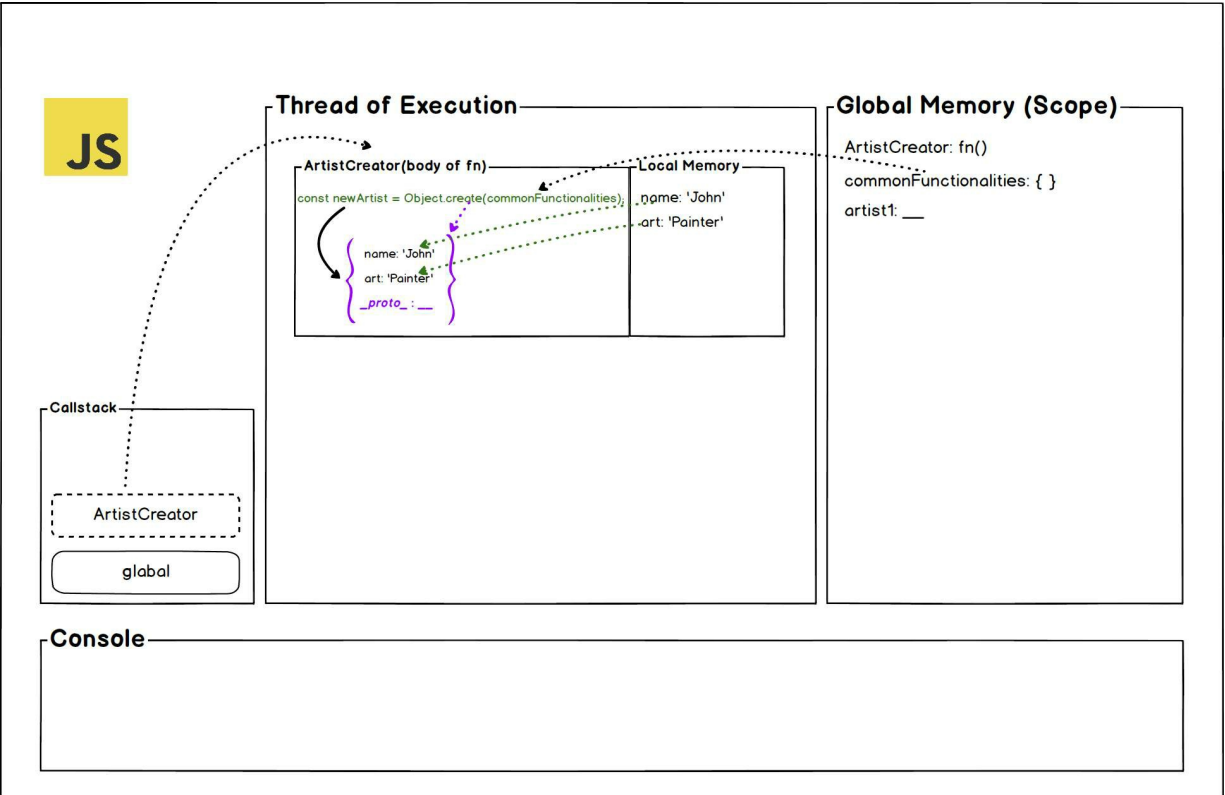 JS
Thread of Execution
ArtistCreator(body of fn)
const newArtist = Object.create(commonFunctionalities);
name: 'John'
art: 'Painter'
_proto_ : __
Local Memory
name: 'John'
art: 'Painter'
Global Memory (Scope)
ArtistCreator: fn()
commonFunctionalities: { }
artist1: __
Callstack
ArtistCreator
glabal
Console